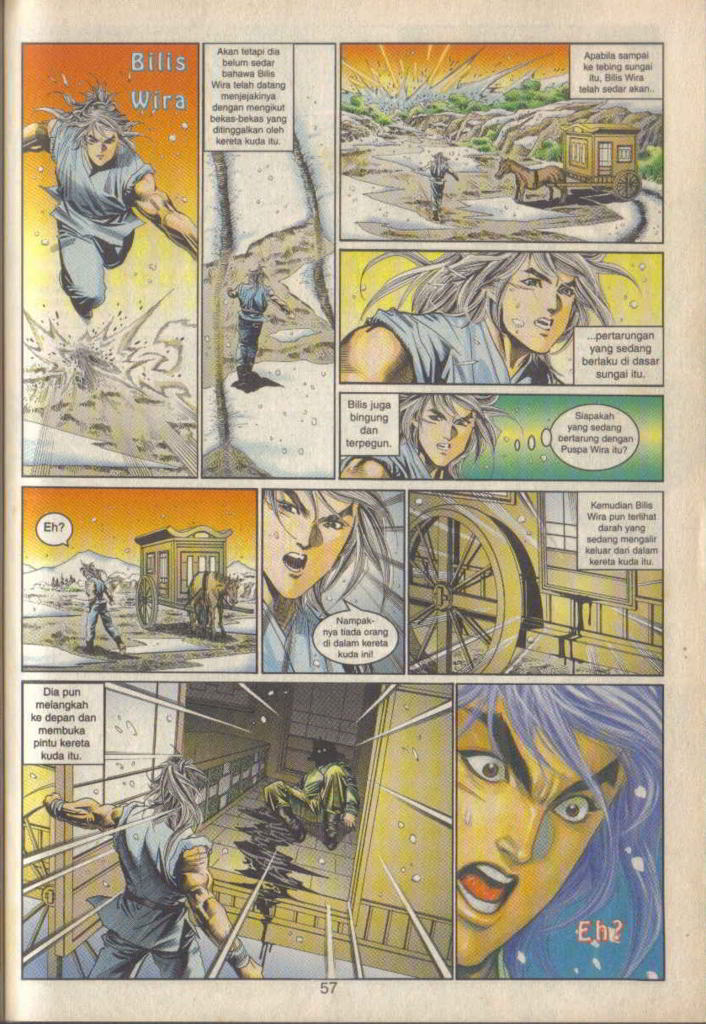 Bilis
Wira
Akan tetapi dia
belum sedar
bahawa Bilis
Wira telah datang
menjejakinya
dengan mengikut
bekas-bekas yang
ditinggalkan oleh
kereta kuda itu.
Apabila sampai
ke tebing sungai
itu, Bilis Wira
telah sedar akan..
...pertarungan
yang sedang
berlaku di dasar
sungai itu.
Bilis juga
bingung
dan
terpegun.
Siapakah
yang sedang
bertarung dengan
Puspa Wira itu?
Eh?
Nampak-
nya tiada orang
di dalam kereta
kuda ini!
Kemudian Bilis
Wira pun terlihat
darah yang
sedang mengalir
keluar dari dalam
kereta kuda itu.
Dia pun
melangkah
ke depan dan
membuka
pintu kereta
kuda itu.
Eh?
57